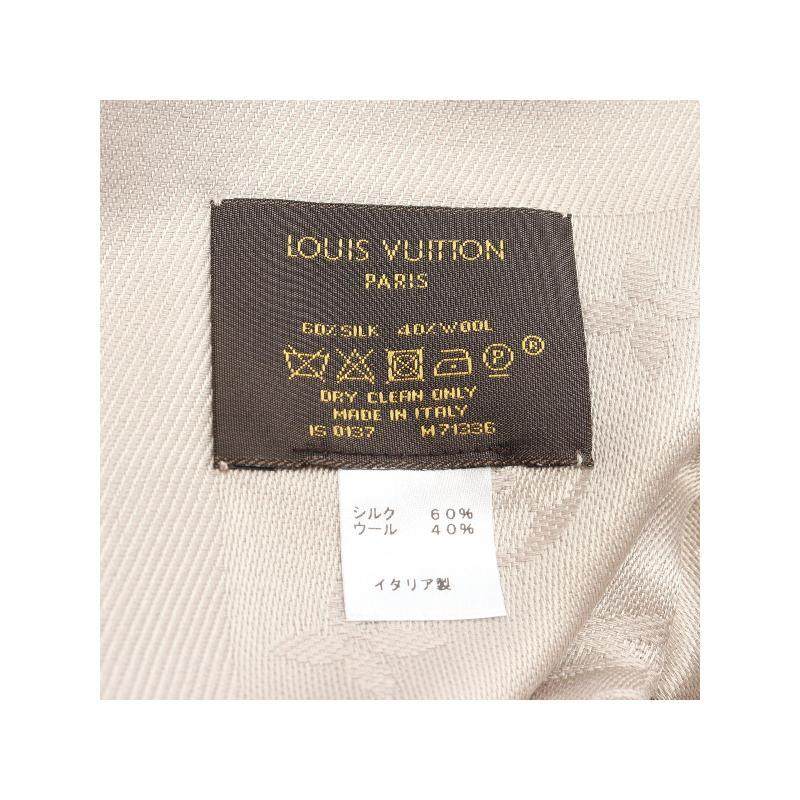 LOUIS VUITTON
PARIS
60%SILK 40%WOOL
P ®
DRY CLEAN ONLY
MADE IN ITALY
IS 0137 M71336
シルク 60%
ウール 40%
イタリア製